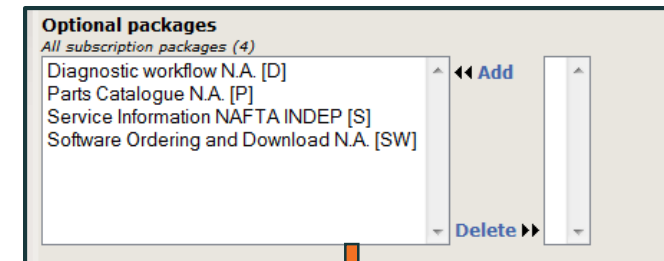 Optional packages
All subscription packages (4)
Diagnostic workflow N.A. [D]
Add
Parts Catalogue N.A. [P]
Service Information NAFTA INDEP [S]
Software Ordering and Download N.A. [SW]
Delete